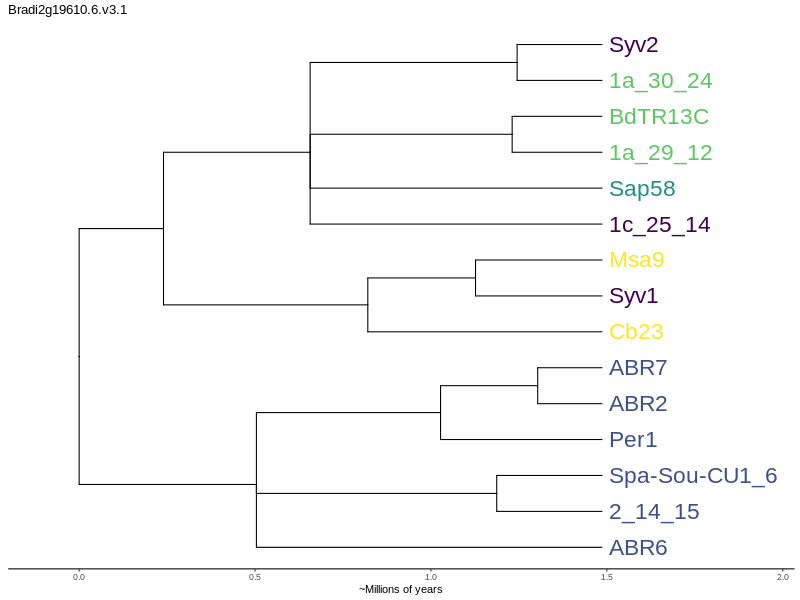 Bradi2g19610.6.v3.1
Syv2
1a_30_24
BdTR13C
1a_29_12
Sap58
1c_25_14
Msa9
Syv1
Cb23
ABR7
ABR2
Per1
Spa-Sou-CU1_6
2_14_15
ABR6
0.0 0.5 1.0 1.5 2.0
~Millions of years